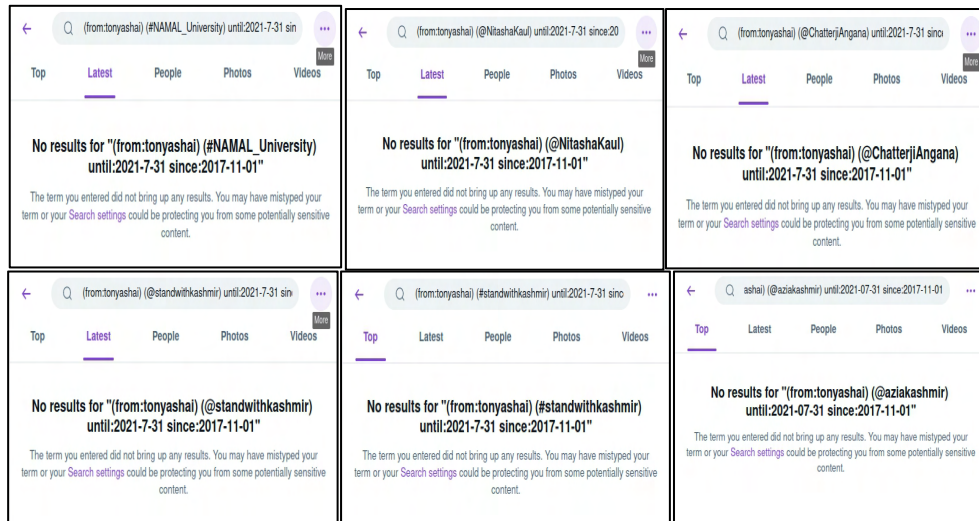 (from:tonyashai) (#NAMAL_University) until:2021-7-31 sin
More
Top Latest People Photos Videos
No results for "(from:tonyashai) (#NAMAL_University)
until:2021-7-31 since:2017-11-01"
The term you entered did not bring up any results. You may have mistyped your
term or your Search settings could be protecting you from some potentially sensitive
content.
(from:tonyashai) (@NitashaKaul) until:2021-7-31 since:20
More
Top Latest People Photos Videos
No results for "(from:tonyashai) (@NitashaKaul)
until:2021-7-31 since:2017-11-01"
The term you entered did not bring up any results. You may have mistyped your
term or your Search settings could be protecting you from some potentially sensitive
content.
(from:tonyashai) (@ChatterjiAngana) until:2021-7-31 since
More
Top Latest People Photos Videos
No results for "(from:tonyashai) (@ChatterjiAngana)
until:2021-7-31 since:2017-11-01"
The term you entered did not bring up any results. You may have mistyped your
term or your Search settings could be protecting you from some potentially sensitive
content.
(from:tonyashai) (@standwithkashmir) until:2021-7-31 sin
More
Top Latest People Photos Videos
No results for "(from:tonyashai) (@standwithkashmir)
until:2021-7-31 since:2017-11-01"
The term you entered did not bring up any results. You may have mistyped your
term or your Search settings could be protecting you from some potentially sensitive
content.
(from:tonyashai) (#standwithkashmir) until:2021-7-31 sinc
Top Latest People Photos Videos
No results for "(from:tonyashai) (#standwithkashmir)
until:2021-7-31 since:2017-11-01"
The term you entered did not bring up any results. You may have mistyped your
term or your Search settings could be protecting you from some potentially sensitive
content.
ashai) (@aziakashmir) until:2021-07-31 since:2017-11-01
Top Latest People Photos Videos
No results for "(from:tonyashai) (@aziakashmir)
until:2021-07-31 since:2017-11-01"
The term you entered did not bring up any results. You may have mistyped your
term or your Search settings could be protecting you from some potentially sensitive
content.